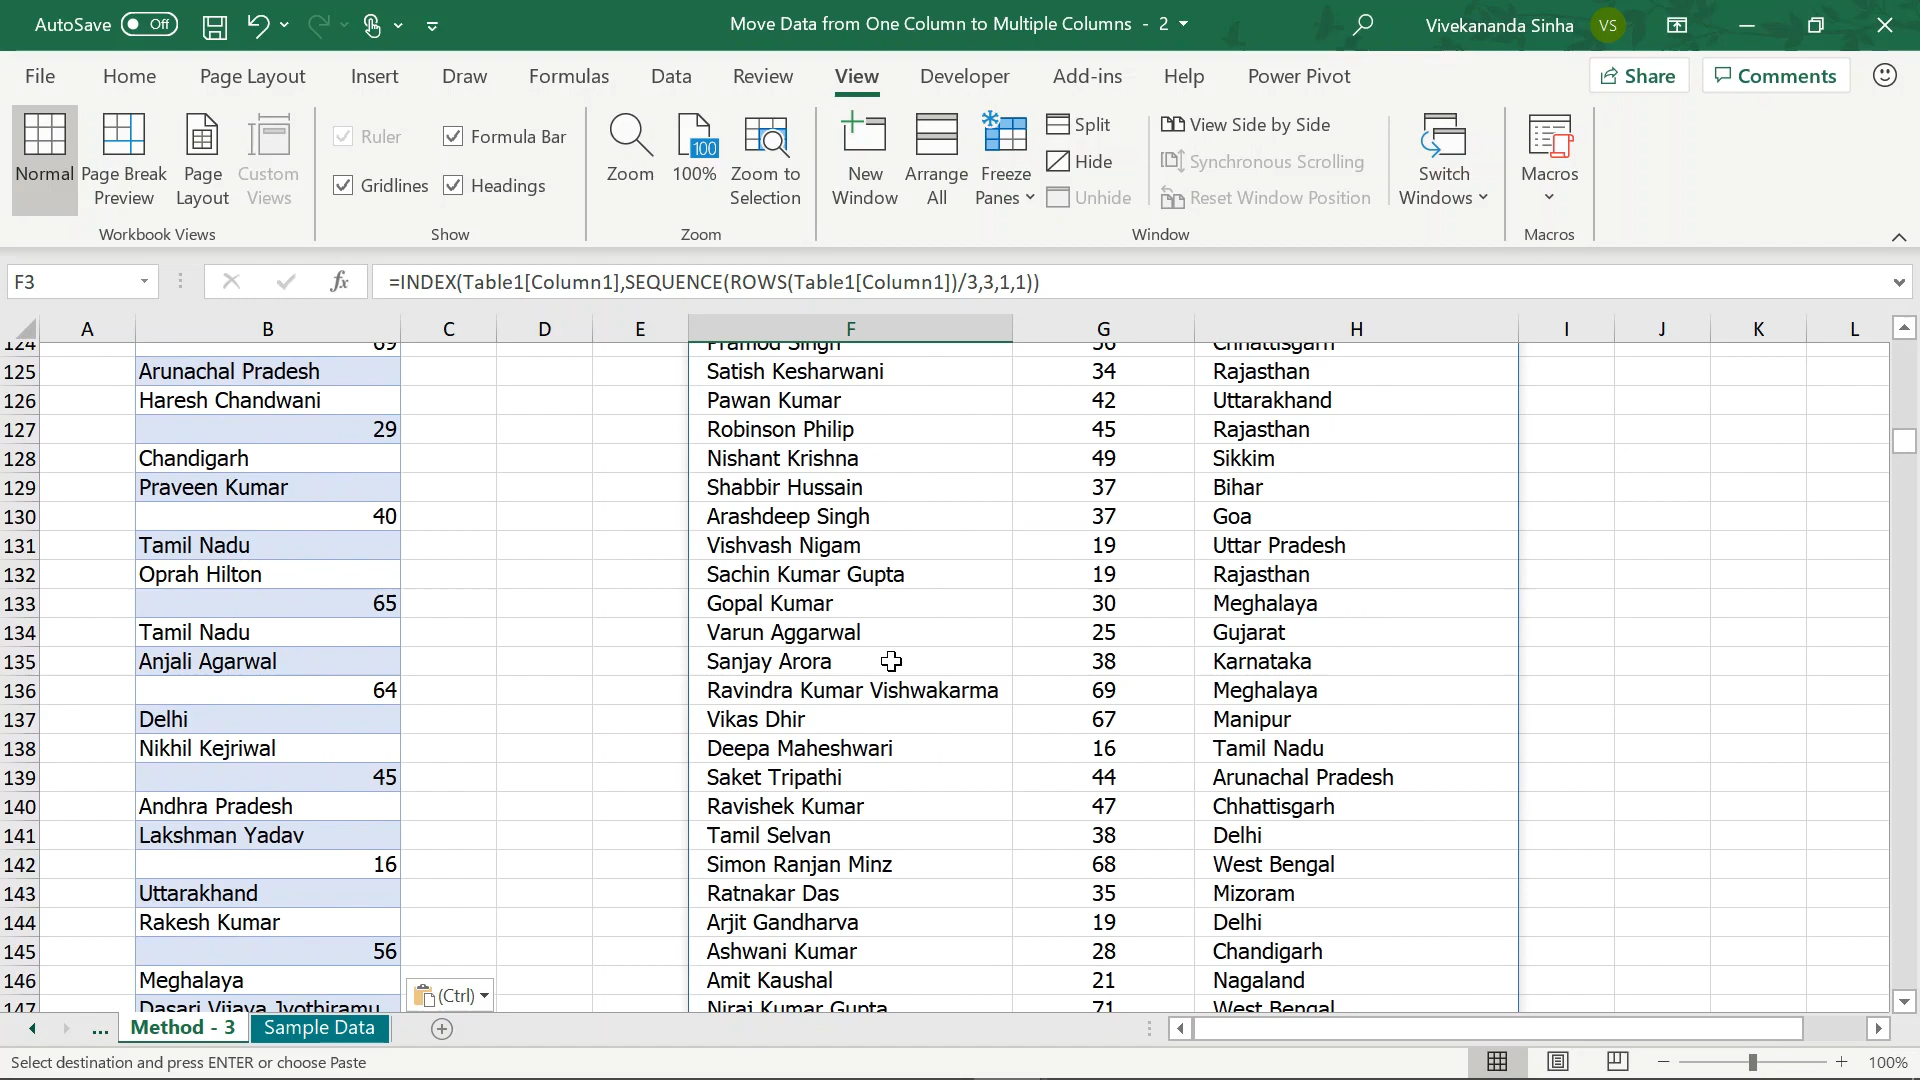 AutoSave Off Move Data from One Column to Multiple Columns - 2 Vivekananda Sinha VS
File Home Page Layout Insert Draw Formulas Data Review View Developer Add-ins Help Power Pivot Share Comments
Normal Page Break Preview Page Layout Custom Views Ruler Formula Bar Gridlines Headings Zoom 100 100% Zoom to Selection New Window Arrange All Freeze Panes Split Hide Unhide View Side by Side Synchronous Scrolling Reset Window Position Switch Windows Macros
Workbook Views Show Zoom Window Macros
F3 fx =INDEX(Table1[Column1],SEQUENCE(ROWS(Table1[Column1])/3,3,1,1))
A B C D E F G H I J K L
124 69 Pramod Singh 56 Chhattisgarh
125 Arunachal Pradesh Satish Kesharwani 34 Rajasthan
126 Haresh Chandwani Pawan Kumar 42 Uttarakhand
127 29 Robinson Philip 45 Rajasthan
128 Chandigarh Nishant Krishna 49 Sikkim
129 Praveen Kumar Shabbir Hussain 37 Bihar
130 40 Arashdeep Singh 37 Goa
131 Tamil Nadu Vishvash Nigam 19 Uttar Pradesh
132 Oprah Hilton Sachin Kumar Gupta 19 Rajasthan
133 65 Gopal Kumar 30 Meghalaya
134 Tamil Nadu Varun Aggarwal 25 Gujarat
135 Anjali Agarwal Sanjay Arora 38 Karnataka
136 64 Ravindra Kumar Vishwakarma 69 Meghalaya
137 Delhi Vikas Dhir 67 Manipur
138 Nikhil Kejriwal Deepa Maheshwari 16 Tamil Nadu
139 45 Saket Tripathi 44 Arunachal Pradesh
140 Andhra Pradesh Ravishek Kumar 47 Chhattisgarh
141 Lakshman Yadav Tamil Selvan 38 Delhi
142 16 Simon Ranjan Minz 68 West Bengal
143 Uttarakhand Ratnakar Das 35 Mizoram
144 Rakesh Kumar Arjit Gandharva 19 Delhi
145 56 Ashwani Kumar 28 Chandigarh
146 Meghalaya (Ctrl) Amit Kaushal 21 Nagaland
147 Dasari Vijaya Jyothiramu Niraj Kumar Gupta 71 West Bengal
... Method - 3 Sample Data
Select destination and press ENTER or choose Paste 100%